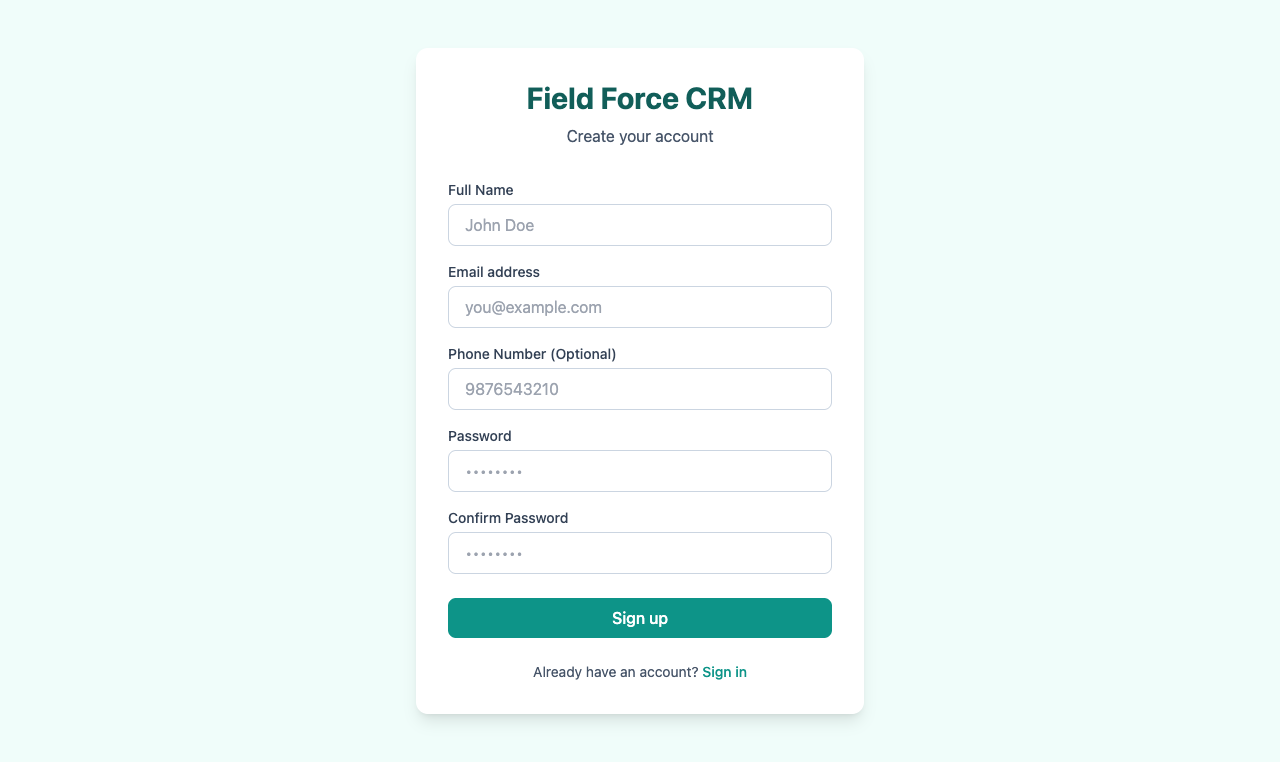 Field Force CRM
Create your account
Full Name
John Doe
Email address
you@example.com
Phone Number (Optional)
9876543210
Password
••••••••
Confirm Password
••••••••
Sign up
Already have an account? Sign in